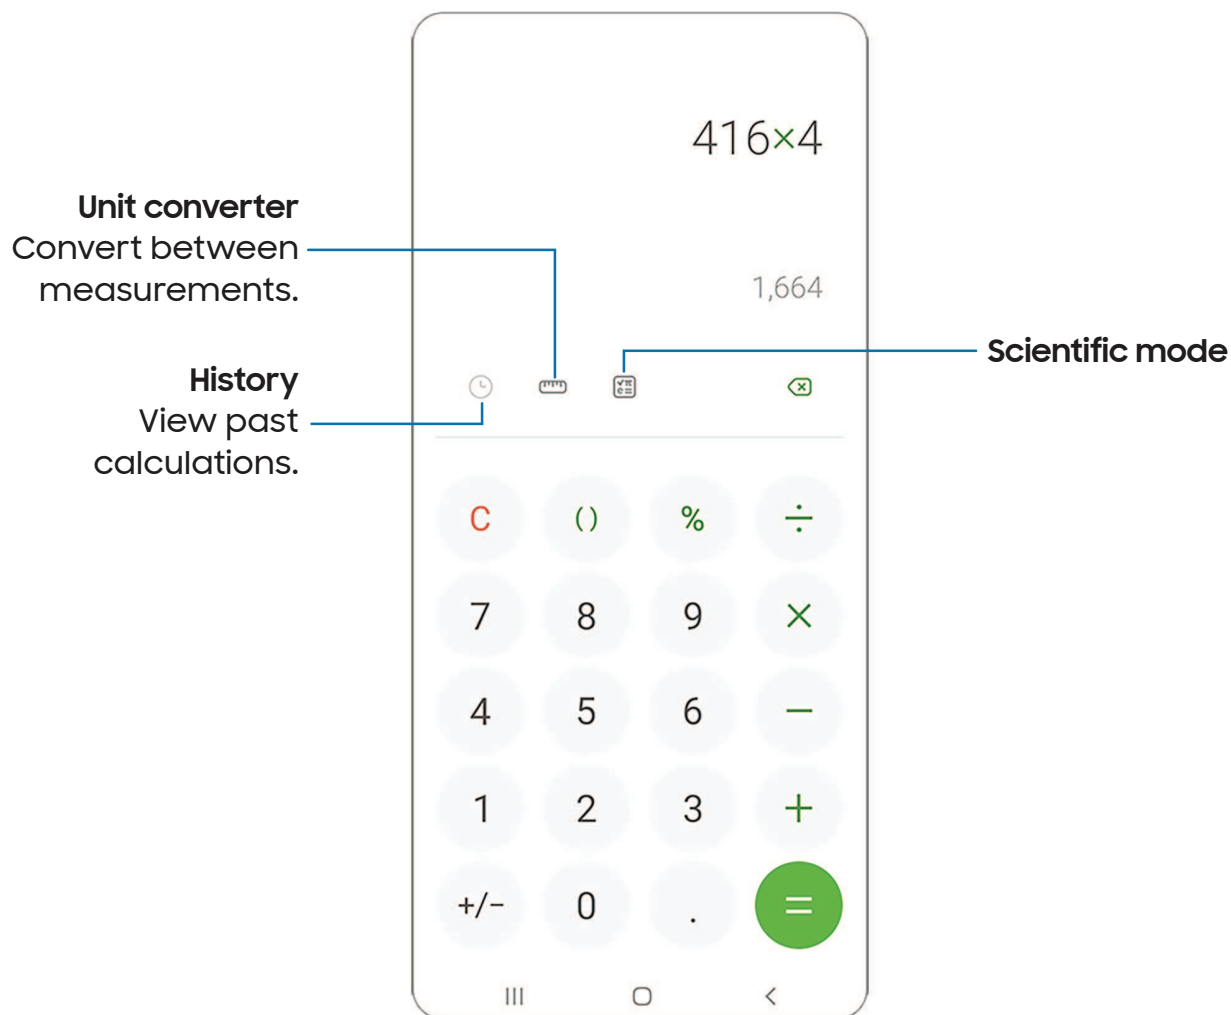 416×4
Unit converter
Convert between
measurements.
1,664
Scientific mode
History
View past
calculations.
C () % ÷
7 8 9 ×
4 5 6 −
1 2 3 +
+/− 0 . =